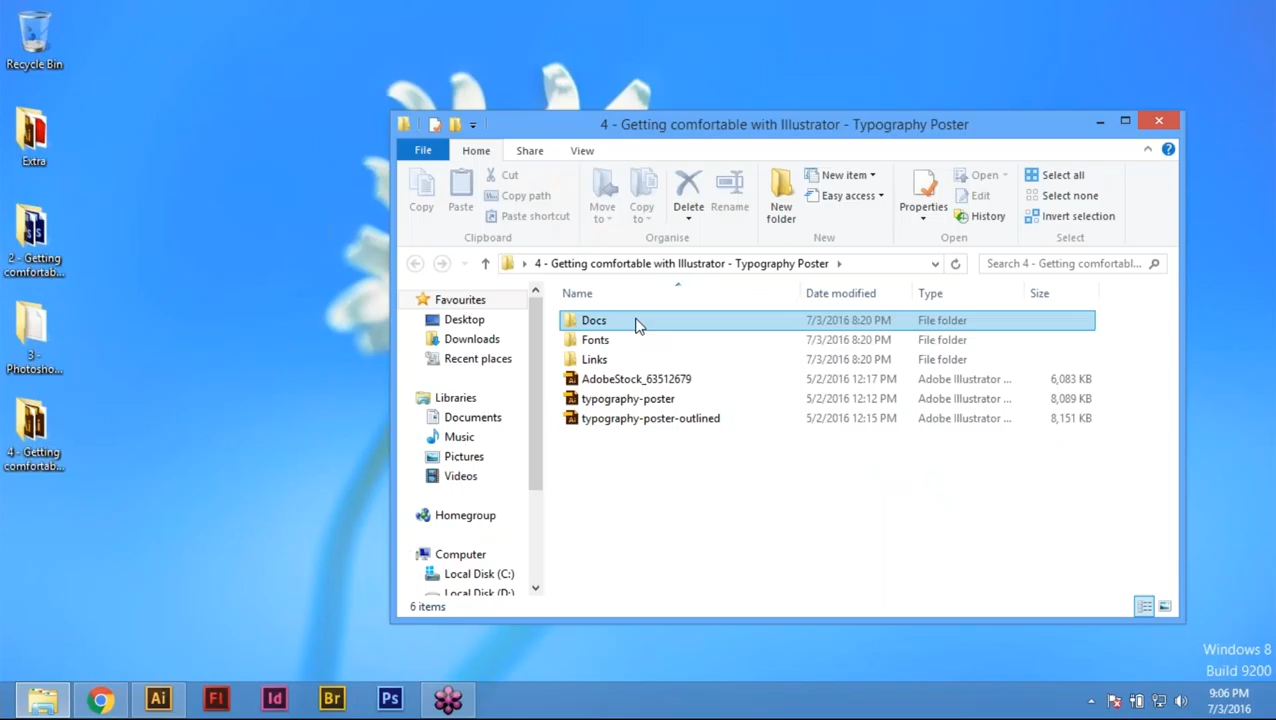 Recycle Bin
Extra
2 - Getting
comfortab...
3 -
Photosho...
4 - Getting
comfortab...
4 - Getting comfortable with Illustrator - Typography Poster
File Home Share View
Copy
Paste
Cut
Copy path
Paste shortcut
Clipboard
Move
to
Copy
to
Delete
Rename
Organise
New
folder
New item
Easy access
New
Properties
Open
Edit
History
Open
Select all
Select none
Invert selection
Select
4 - Getting comfortable with Illustrator - Typography Poster
Search 4 - Getting comfortabl...
Favourites
Desktop
Downloads
Recent places
Libraries
Documents
Music
Pictures
Videos
Homegroup
Computer
Local Disk (C:)
Local Disk (D:)
Name Date modified Type Size
Docs 7/3/2016 8:20 PM File folder
Fonts 7/3/2016 8:20 PM File folder
Links 7/3/2016 8:20 PM File folder
AdobeStock_63512679 5/2/2016 12:17 PM Adobe Illustrator ... 6,083 KB
typography-poster 5/2/2016 12:12 PM Adobe Illustrator ... 8,089 KB
typography-poster-outlined 5/2/2016 12:15 PM Adobe Illustrator ... 8,151 KB
6 items
Windows 8
Build 9200
Ai Fl Id Br Ps
9:06 PM
7/3/2016